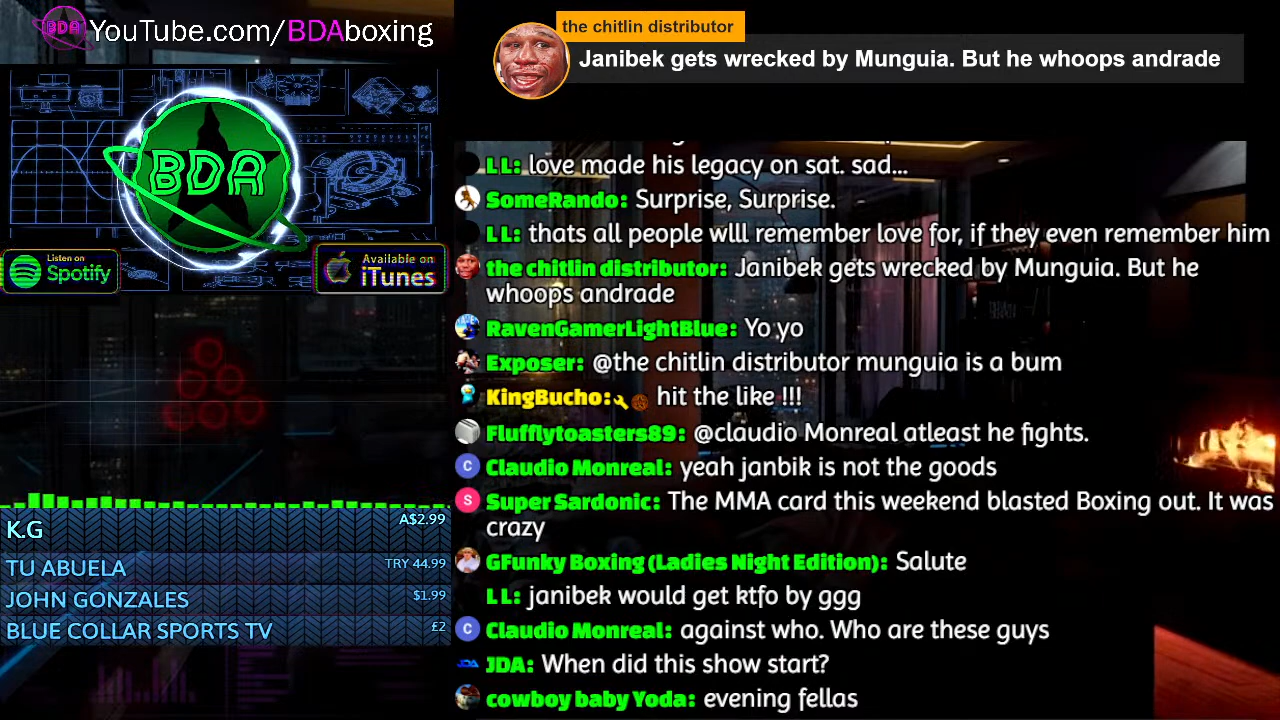 BDA
YouTube.com/BDAboxing
the chitlin distributor
Janibek gets wrecked by Munguia. But he whoops andrade
BDA
Listen on
Spotify
Available on
iTunes
L L: love made his legacy on sat. sad...
SomeRando: Surprise, Surprise.
L L: thats all people wlll remember love for, if they even remember him
the chitlin distributor: Janibek gets wrecked by Munguia. But he
whoops andrade
RavenGamerLightBlue: Yo yo
Exposer: @the chitlin distributor munguia is a bum
KingBucho: hit the like !!!
Flufflytoasters89: @claudio Monreal atleast he fights.
C Claudio Monreal: yeah janbik is not the goods
S Super Sardonic: The MMA card this weekend blasted Boxing out. It was
crazy
GFunky Boxing (Ladies Night Edition): Salute
L L: janibek would get ktfo by ggg
C Claudio Monreal: against who. Who are these guys
JDA JDA: When did this show start?
cowboy baby Yoda: evening fellas
K.G A$2.99
TU ABUELA TRY 44.99
JOHN GONZALES $1.99
BLUE COLLAR SPORTS TV £2